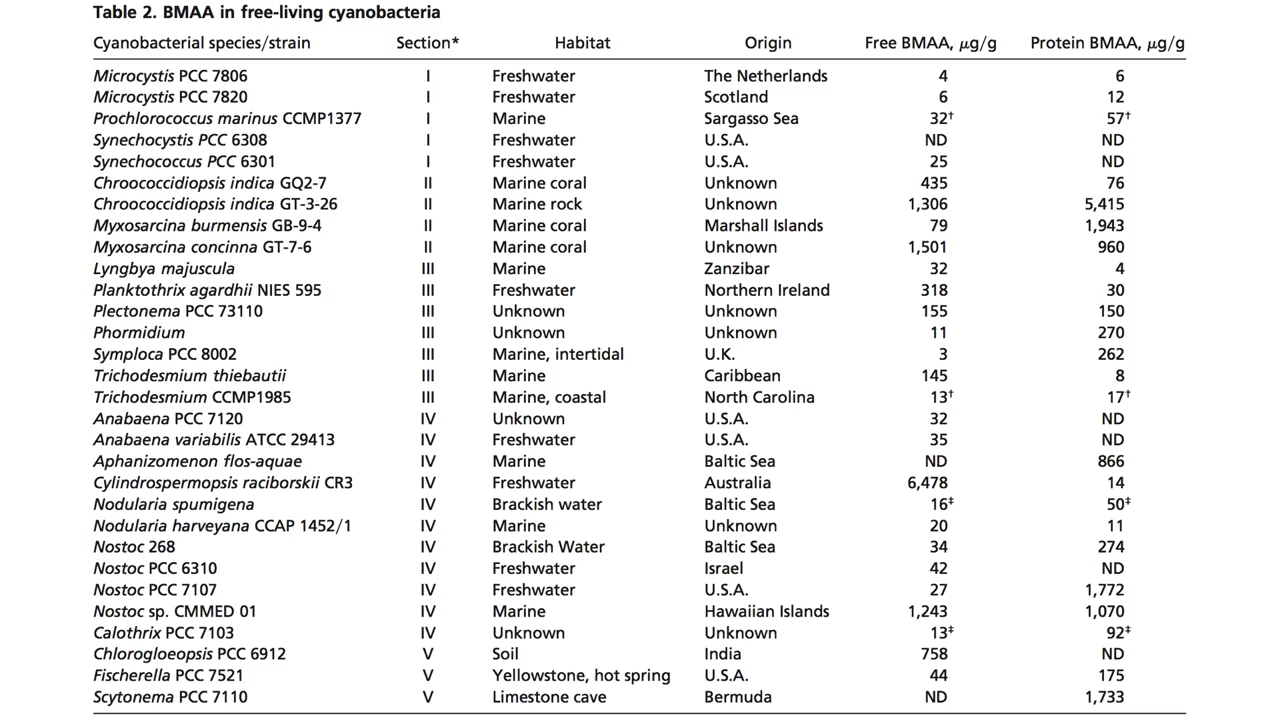 Table 2. BMAA in free-living cyanobacteria
Cyanobacterial species/strain Section* Habitat Origin Free BMAA, μg/g Protein BMAA, μg/g
Microcystis PCC 7806 I Freshwater The Netherlands 4 6
Microcystis PCC 7820 I Freshwater Scotland 6 12
Prochlorococcus marinus CCMP1377 I Marine Sargasso Sea 32† 57†
Synechocystis PCC 6308 I Freshwater U.S.A. ND ND
Synechococcus PCC 6301 I Freshwater U.S.A. 25 ND
Chroococcidiopsis indica GQ2-7 II Marine coral Unknown 435 76
Chroococcidiopsis indica GT-3-26 II Marine rock Unknown 1,306 5,415
Myxosarcina burmensis GB-9-4 II Marine coral Marshall Islands 79 1,943
Myxosarcina concinna GT-7-6 II Marine coral Unknown 1,501 960
Lyngbya majuscula III Marine Zanzibar 32 4
Planktothrix agardhii NIES 595 III Freshwater Northern Ireland 318 30
Plectonema PCC 73110 III Unknown Unknown 155 150
Phormidium III Unknown Unknown 11 270
Symploca PCC 8002 III Marine, intertidal U.K. 3 262
Trichodesmium thiebautii III Marine Caribbean 145 8
Trichodesmium CCMP1985 III Marine, coastal North Carolina 13† 17†
Anabaena PCC 7120 IV Unknown U.S.A. 32 ND
Anabaena variabilis ATCC 29413 IV Freshwater U.S.A. 35 ND
Aphanizomenon flos-aquae IV Marine Baltic Sea ND 866
Cylindrospermopsis raciborskii CR3 IV Freshwater Australia 6,478 14
Nodularia spumigena IV Brackish water Baltic Sea 16‡ 50‡
Nodularia harveyana CCAP 1452/1 IV Marine Unknown 20 11
Nostoc 268 IV Brackish Water Baltic Sea 34 274
Nostoc PCC 6310 IV Freshwater Israel 42 ND
Nostoc PCC 7107 IV Freshwater U.S.A. 27 1,772
Nostoc sp. CMMED 01 IV Marine Hawaiian Islands 1,243 1,070
Calothrix PCC 7103 IV Unknown Unknown 13‡ 92‡
Chlorogloeopsis PCC 6912 V Soil India 758 ND
Fischerella PCC 7521 V Yellowstone, hot spring U.S.A. 44 175
Scytonema PCC 7110 V Limestone cave Bermuda ND 1,733